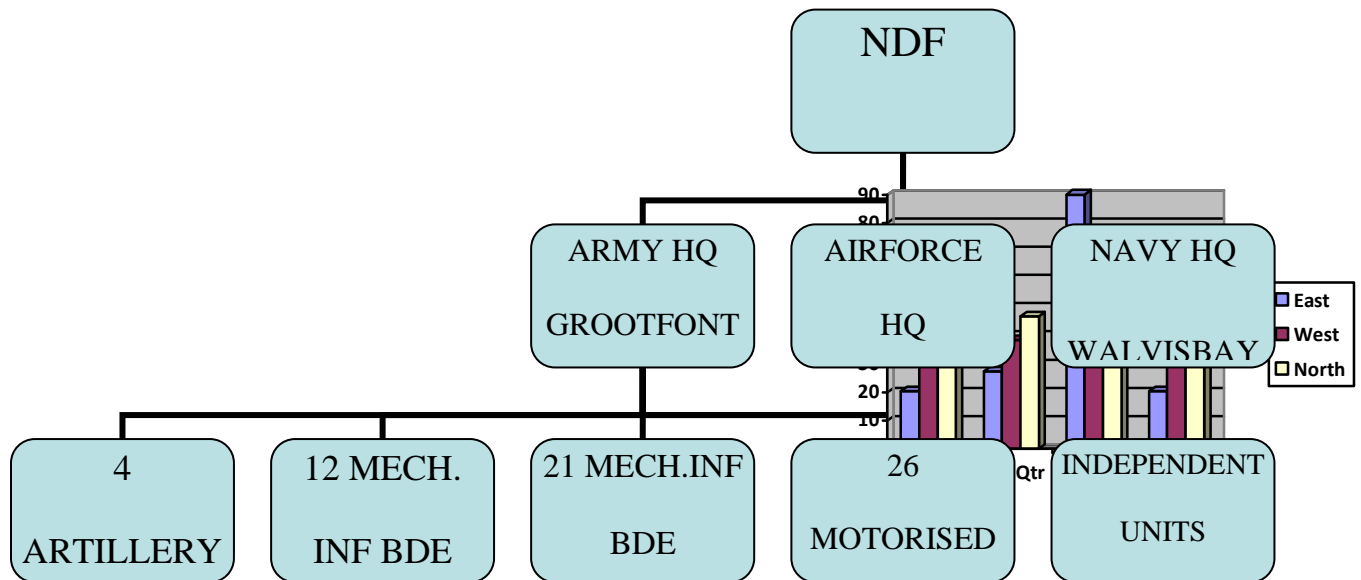 NDF
90
80
ARMY HQ
GROOTFONT
AIRFORCE
HQ
NAVY HQ
WALVISBAY
East
West
North
20
10
4
ARTILLERY
12 MECH.
INF BDE
21 MECH.INF
BDE
26
MOTORISED
Qtr
INDEPENDENT
UNITS